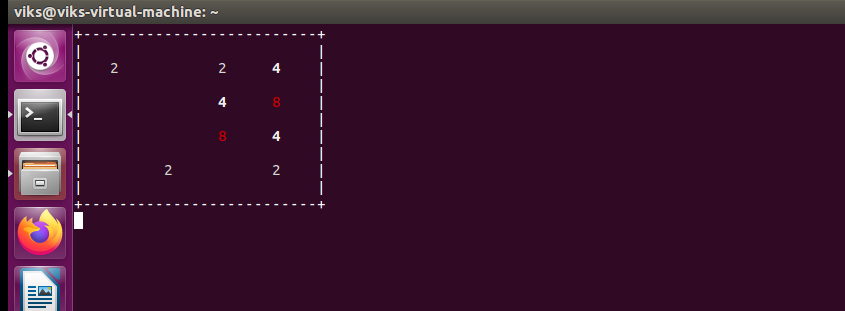 viks@viks-virtual-machine: ~
+---------------------------+
|                           |
|   2           2     4     |
|                           |
|               4     8     |
|                           |
|               8     4     |
|                           |
|         2           2     |
|                           |
+---------------------------+
>_